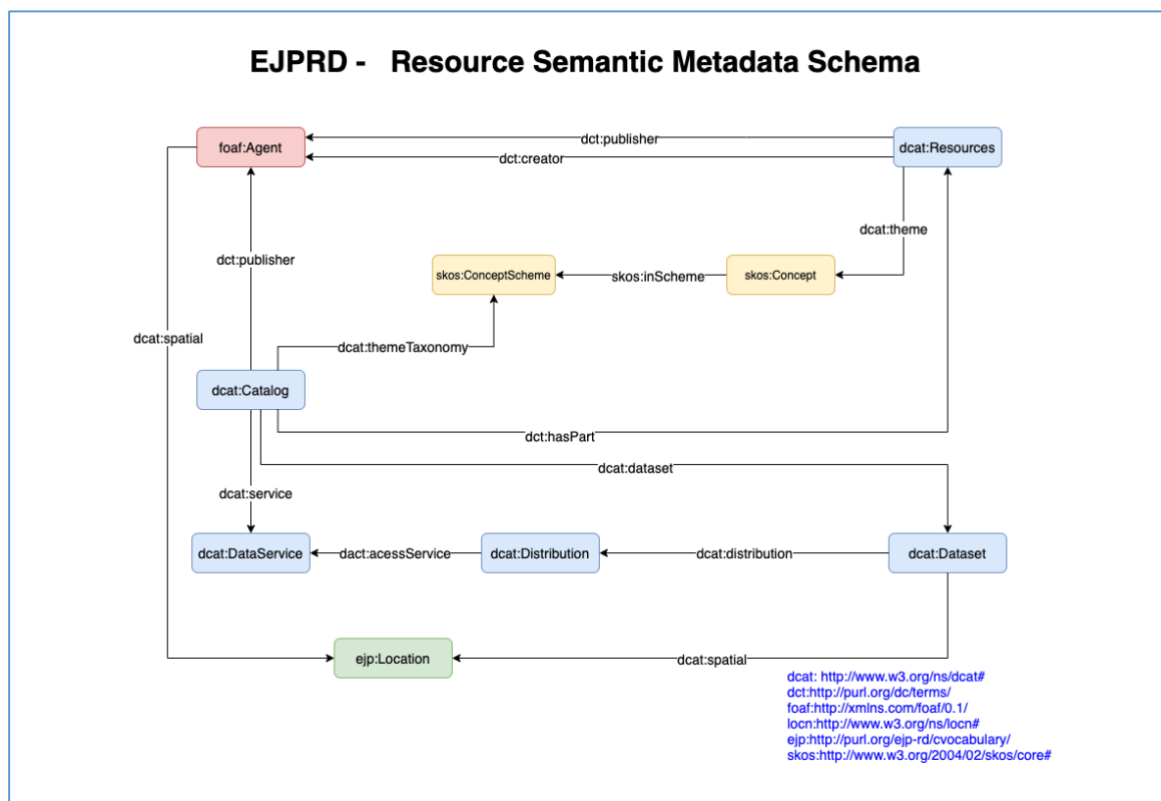 EJPRD - Resource Semantic Metadata Schema
dct:publisher
foaf:Agent
dcat:Resources
dct:creator
dcat:theme
dct:publisher
skos:ConceptScheme
skos:inScheme
skos:Concept
dcat:spatial
dcat:themeTaxonomy
dcat:Catalog
dct:hasPart
dcat:dataset
dcat:service
dcat:DataService
dact:acessService
dcat:Distribution
dcat:distribution
dcat:Dataset
ejp:Location
dcat:spatial
dcat: http://www.w3.org/ns/dcat#
dct:http://purl.org/dc/terms/
foaf:http://xmlns.com/foaf/0.1/
locn:http://www.w3.org/ns/locn#
ejp:http://purl.org/ejp-rd/cvocabulary/
skos:http://www.w3.org/2004/02/skos/core#